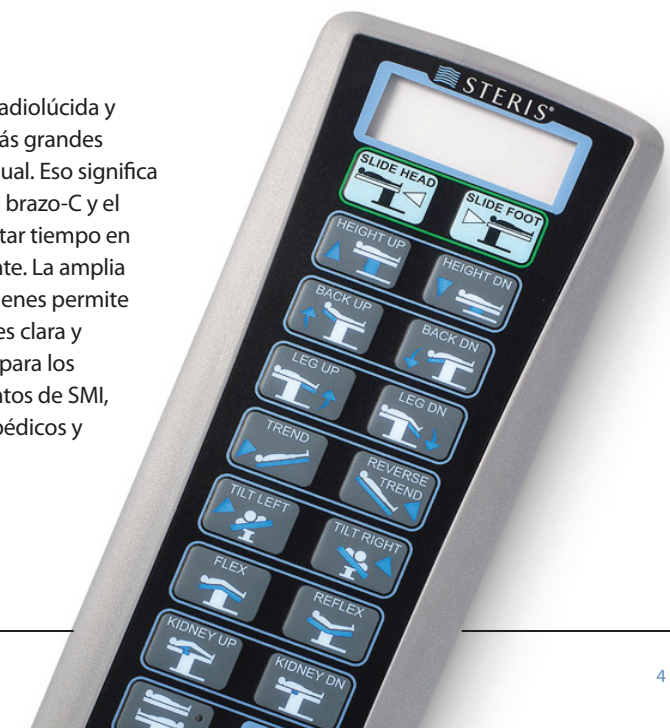 adiolúcida y
ás grandes
ual. Eso significa
brazo-C y el
tar tiempo en
nte. La amplia
enes permite
es clara y
para los
ntos de SMI,
pédicos y
STERIS®
SLIDE HEAD
SLIDE FOOT
HEIGHT UP
HEIGHT DN
BACK UP
BACK DN
LEG UP
LEG DN
TREND
REVERSE
TREND
TILT LEFT
TILT RIGHT
FLEX
REFLEX
KIDNEY UP
KIDNEY DN
4